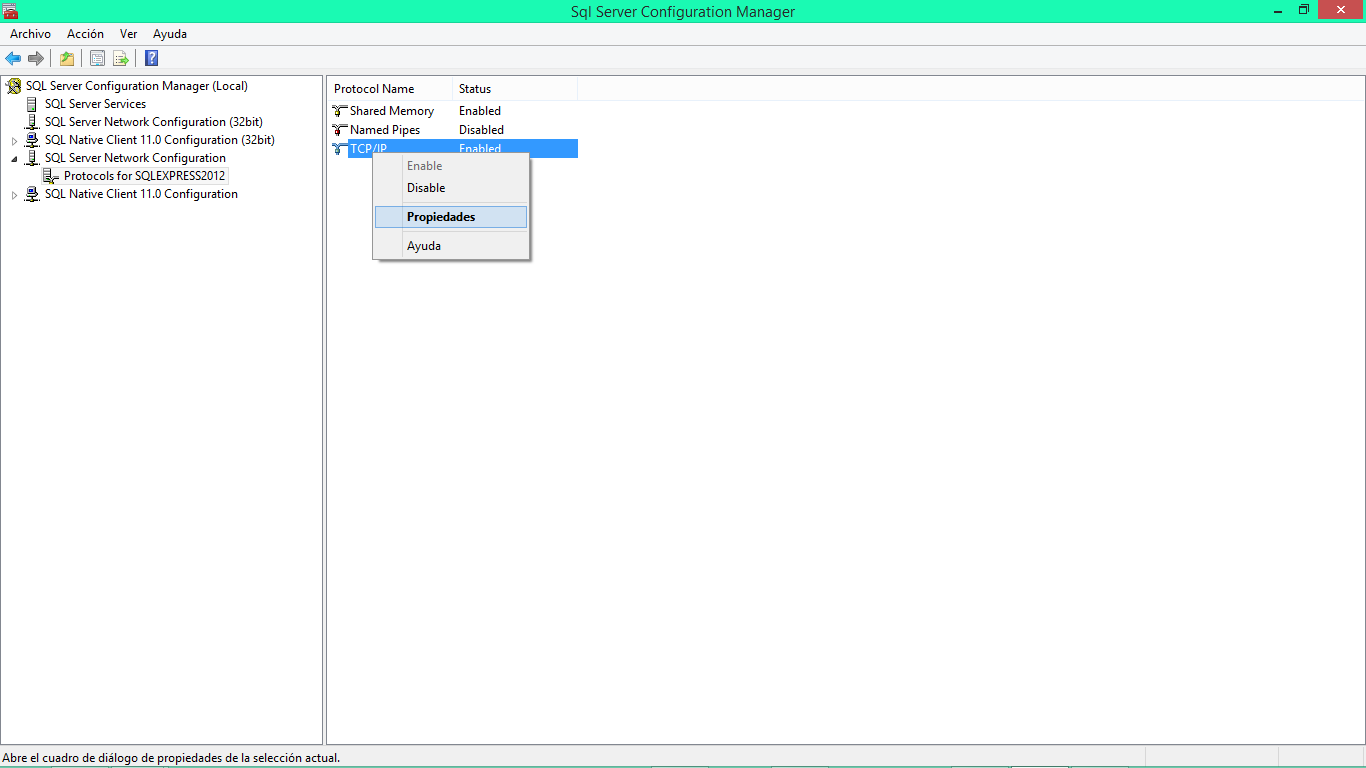 Sql Server Configuration Manager
Archivo Acción Ver Ayuda
SQL Server Configuration Manager (Local)
SQL Server Services
SQL Server Network Configuration (32bit)
SQL Native Client 11.0 Configuration (32bit)
SQL Server Network Configuration
Protocols for SQLEXPRESS2012
SQL Native Client 11.0 Configuration
Protocol Name Status
Shared Memory Enabled
Named Pipes Disabled
TCP/IP Enabled
Enable
Disable
Propiedades
Ayuda
Abre el cuadro de diálogo de propiedades de la selección actual.